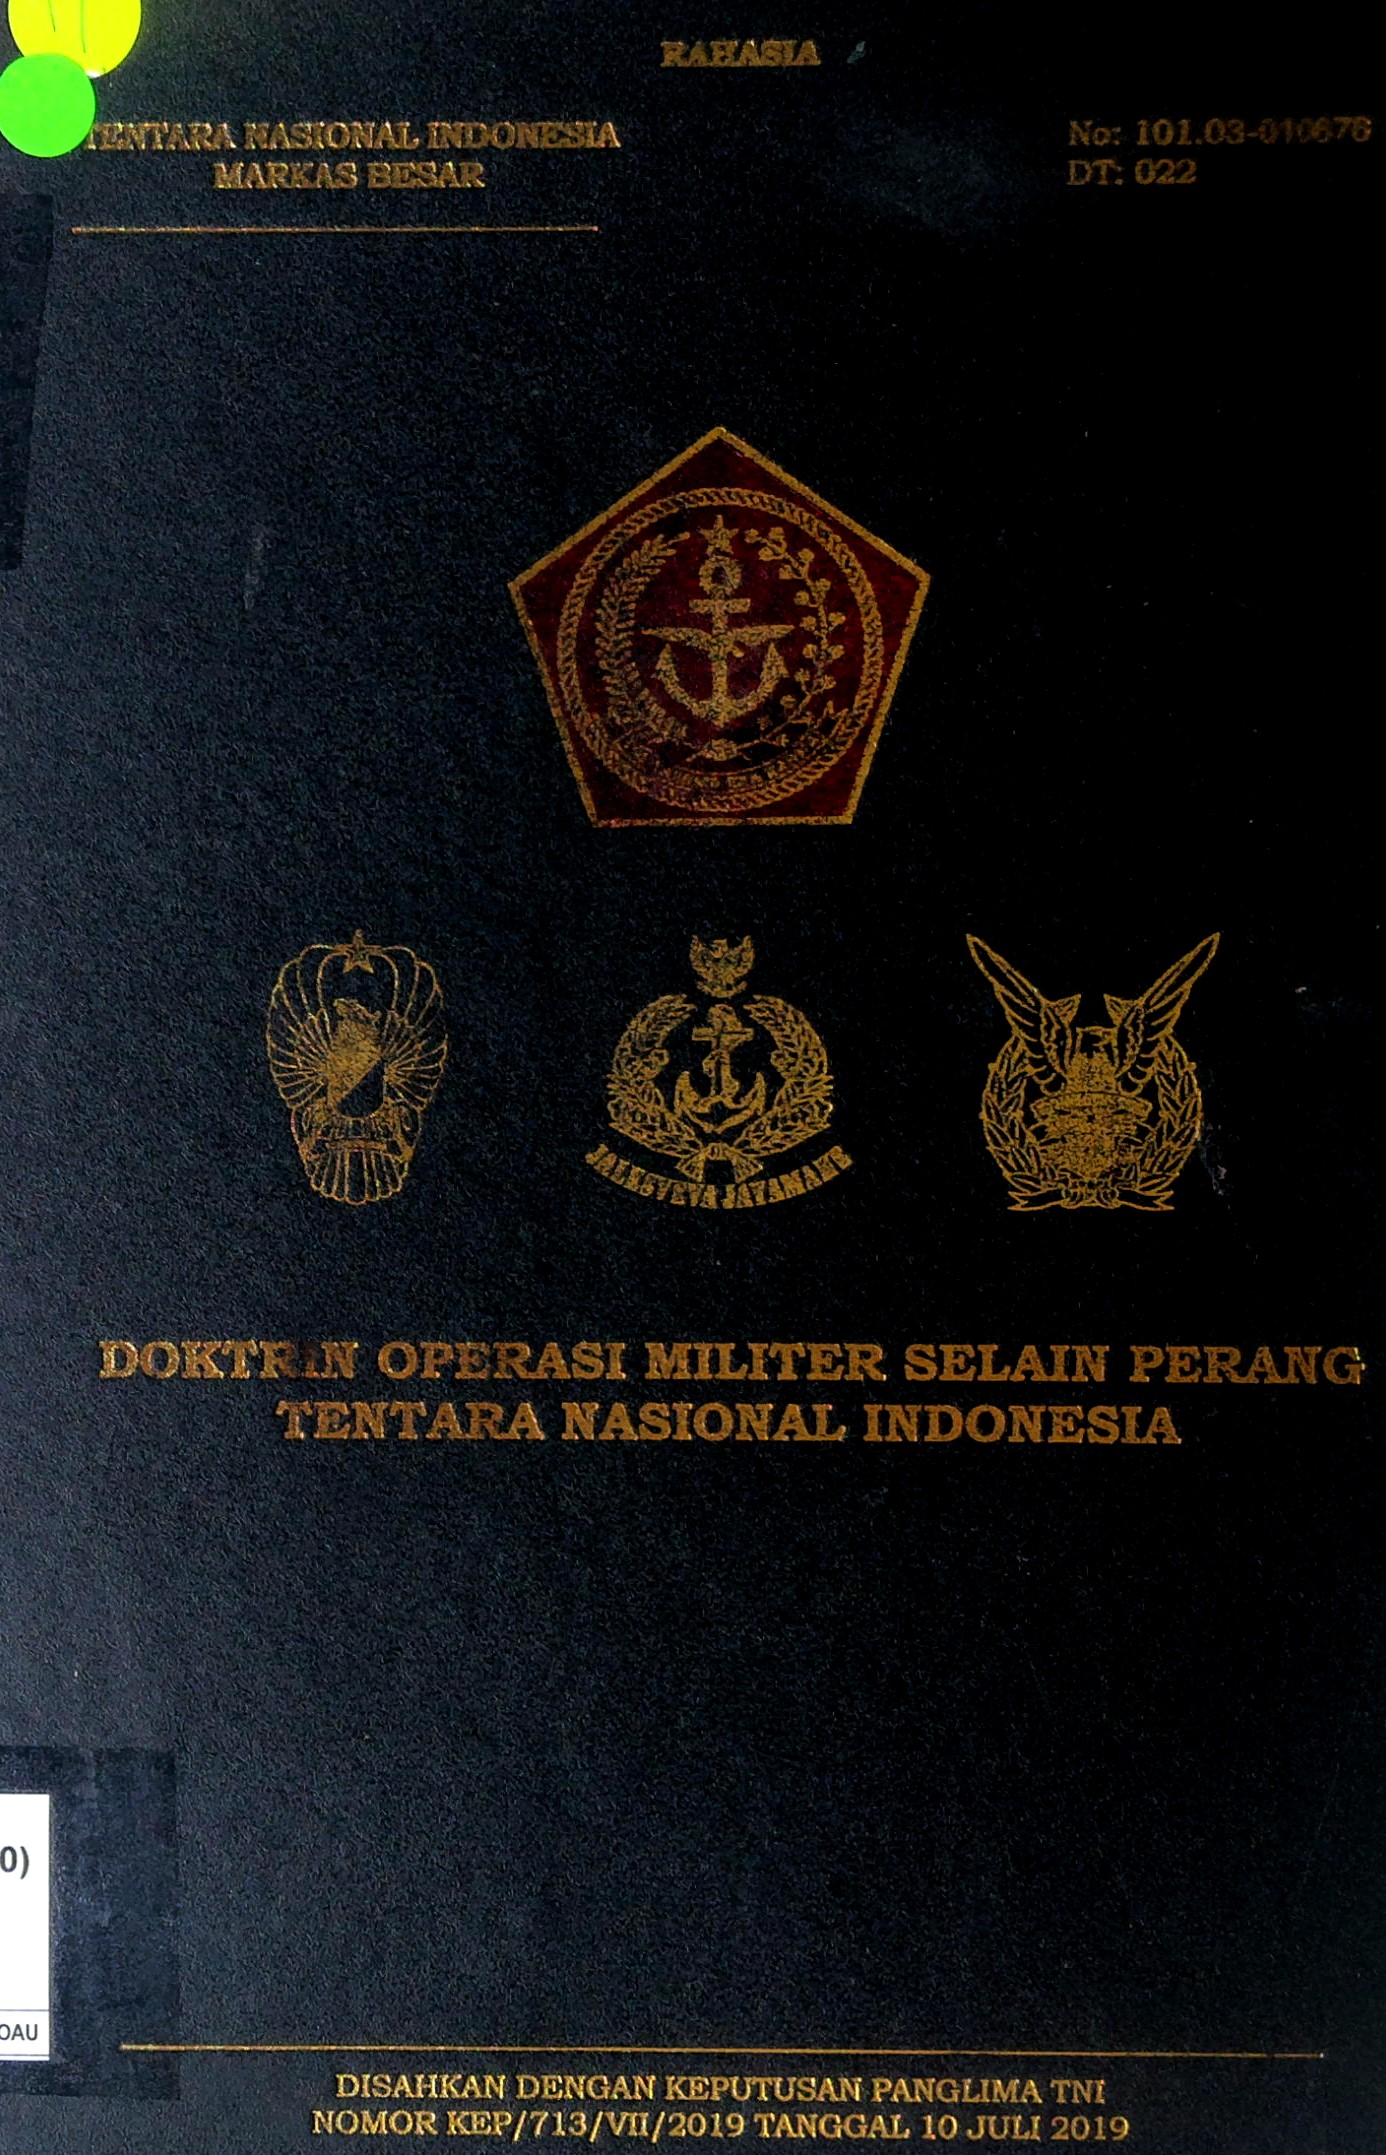 RAHASIA
TENTARA NASIONAL INDONESIA
MARKAS BESAR
No: 101.03-010676
DT: 022
JALESVEVA JAYAMAHE
DOKTRIN OPERASI MILITER SELAIN PERANG
TENTARA NASIONAL INDONESIA
0)
OAU
DISAHKAN DENGAN KEPUTUSAN PANGLIMA TNI
NOMOR KEP/713/VII/2019 TANGGAL 10 JULI 2019